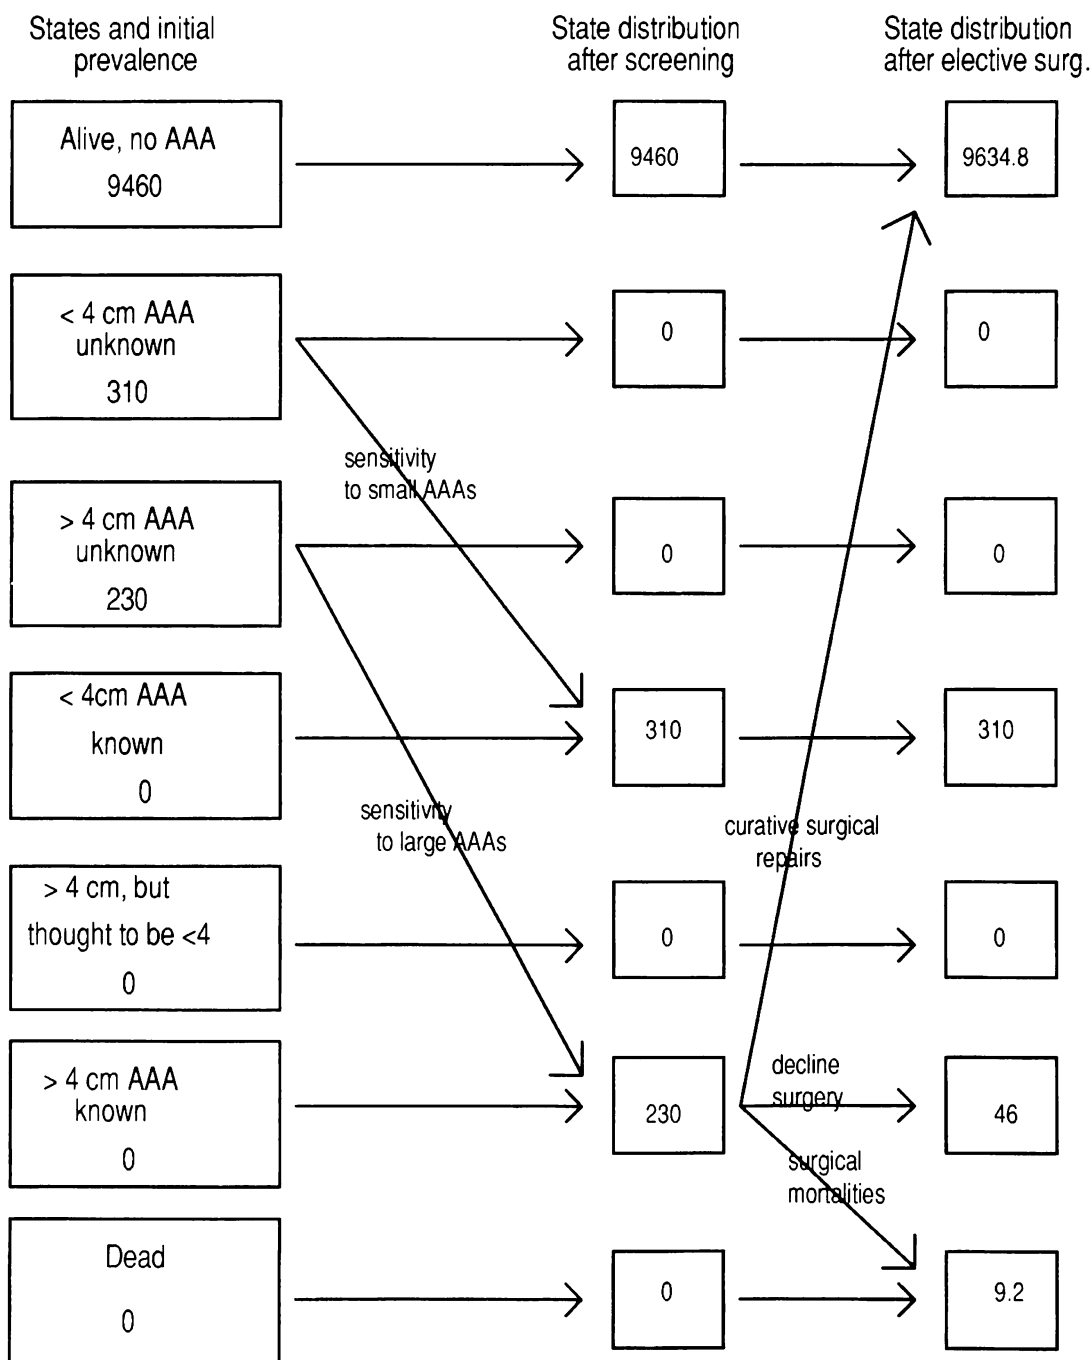 States and initial
prevalence
State distribution
after screening
State distribution
after elective surg.
Alive, no AAA
9460
9460
9634.8
< 4 cm AAA
unknown
310
0
0
sensitivity
to small AAAs
> 4 cm AAA
unknown
230
0
0
< 4cm AAA
known
0
310
310
sensitivity
to large AAAs
curative surgical
repairs
> 4 cm, but
thought to be <4
0
0
0
> 4 cm AAA
known
0
230
decline
surgery
46
surgical
mortalities
Dead
0
0
9.2